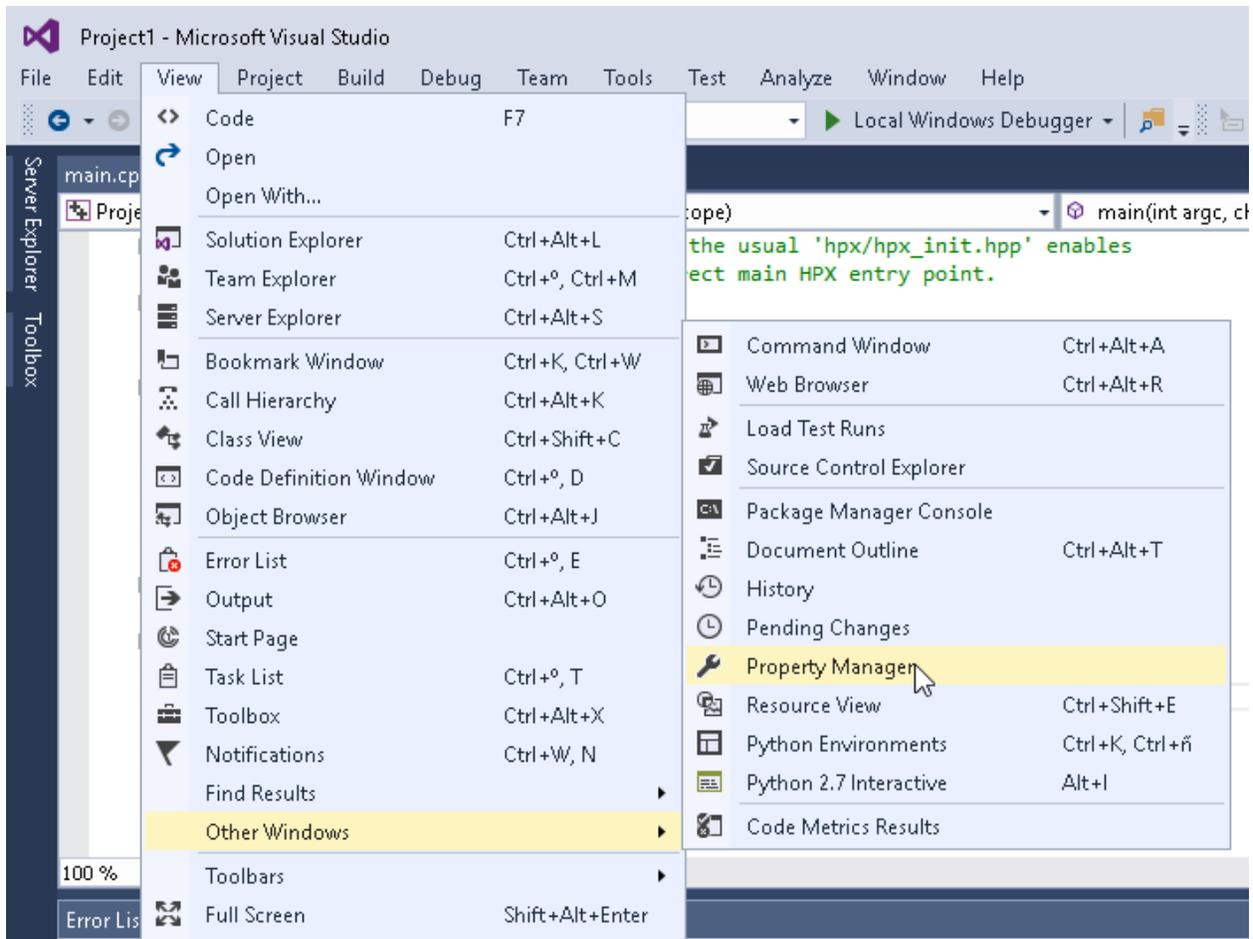 Project1 - Microsoft Visual Studio
File Edit View Project Build Debug Team Tools Test Analyze Window Help
Local Windows Debugger
Server Explorer
Toolbox
main.cp
Proje
ope)
main(int argc, ch
the usual 'hpx/hpx_init.hpp' enables
ect main HPX entry point.
Code F7
Open
Open With...
Solution Explorer Ctrl+Alt+L
Team Explorer Ctrl+º, Ctrl+M
Server Explorer Ctrl+Alt+S
Bookmark Window Ctrl+K, Ctrl+W
Call Hierarchy Ctrl+Alt+K
Class View Ctrl+Shift+C
Code Definition Window Ctrl+º, D
Object Browser Ctrl+Alt+J
Error List Ctrl+º, E
Output Ctrl+Alt+O
Start Page
Task List Ctrl+º, T
Toolbox Ctrl+Alt+X
Notifications Ctrl+W, N
Find Results
Other Windows
Toolbars
Full Screen Shift+Alt+Enter
Command Window Ctrl+Alt+A
Web Browser Ctrl+Alt+R
Load Test Runs
Source Control Explorer
Package Manager Console
Document Outline Ctrl+Alt+T
History
Pending Changes
Property Manager
Resource View Ctrl+Shift+E
Python Environments Ctrl+K, Ctrl+ñ
Python 2.7 Interactive Alt+I
Code Metrics Results
100 %
Error Lis